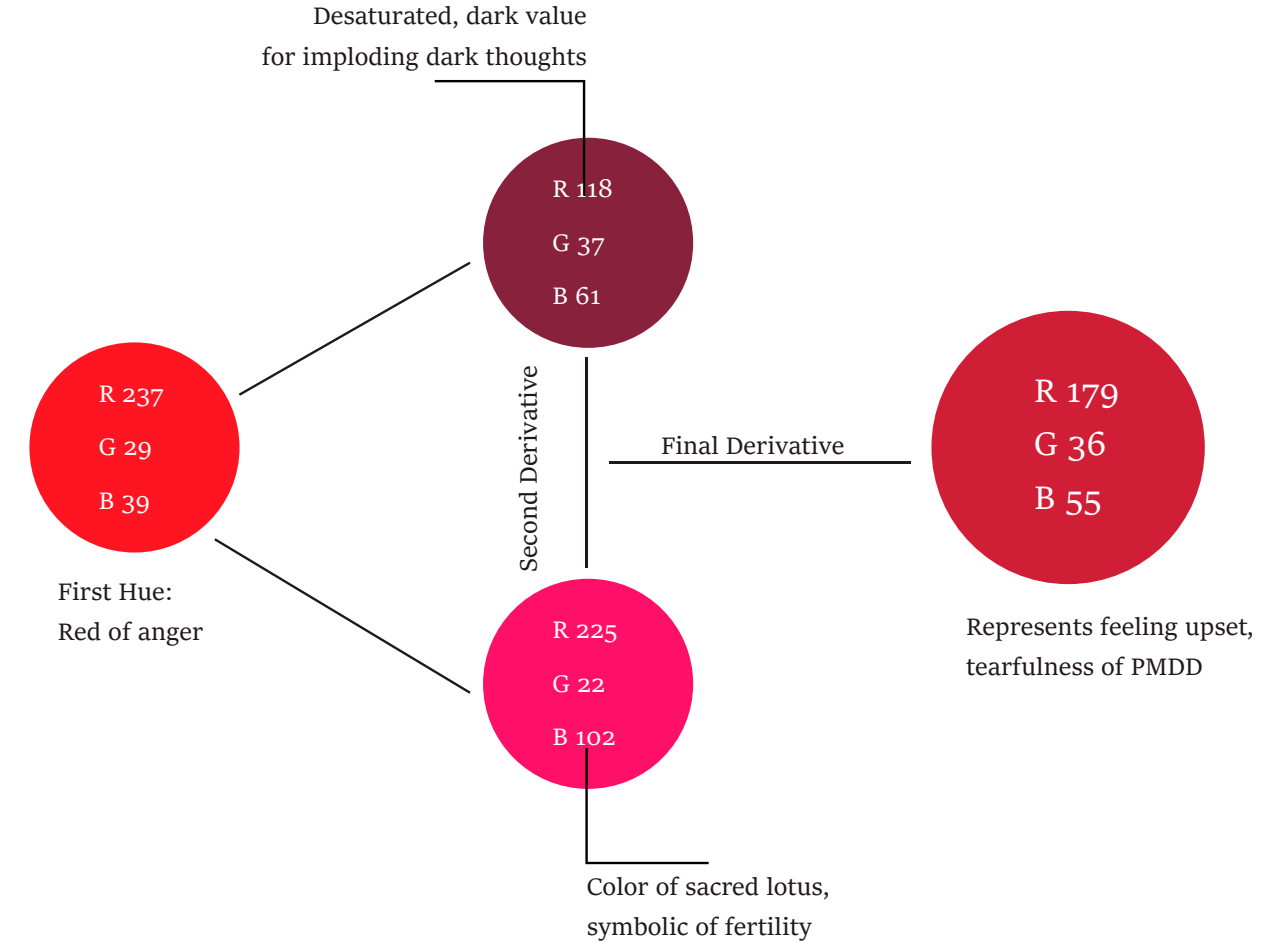 Desaturated, dark value
for imploding dark thoughts
R 118
G 37
B 61
R 237
G 29
B 39
First Hue:
Red of anger
Second Derivative
Final Derivative
R 179
G 36
B 55
Represents feeling upset,
tearfulness of PMDD
R 225
G 22
B 102
Color of sacred lotus,
symbolic of fertility